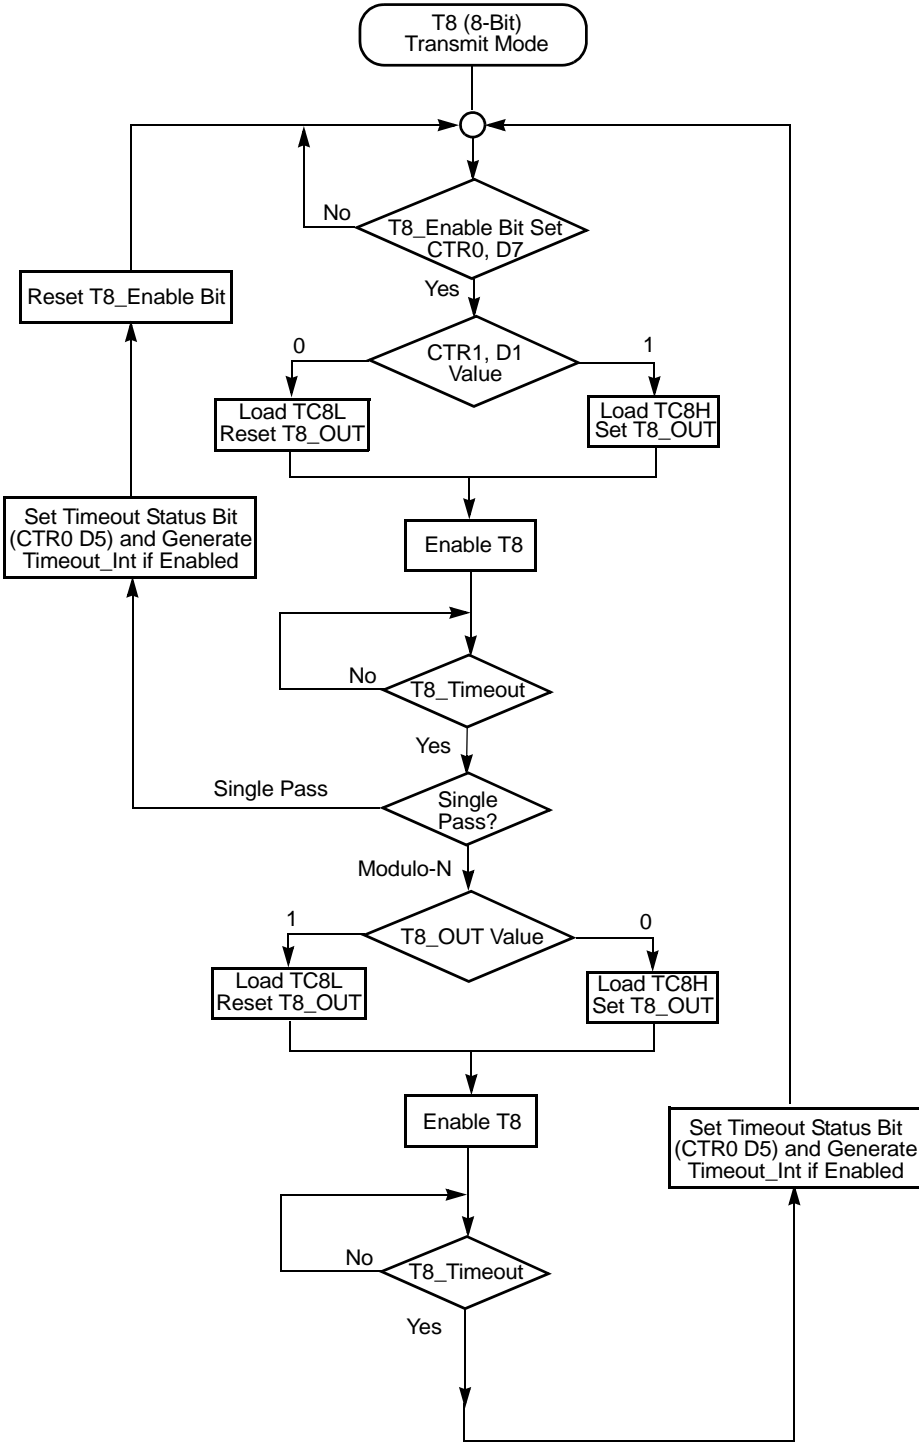 T8 (8-Bit)
Transmit Mode
No
T8_Enable Bit Set
CTR0, D7
Yes
Reset T8_Enable Bit
0
CTR1, D1
Value
1
Load TC8L
Reset T8_OUT
Load TC8H
Set T8_OUT
Set Timeout Status Bit
(CTR0 D5) and Generate
Timeout_Int if Enabled
Enable T8
No
T8_Timeout
Yes
Single Pass
Single
Pass?
Modulo-N
1
T8_OUT Value
0
Load TC8L
Reset T8_OUT
Load TC8H
Set T8_OUT
Enable T8
Set Timeout Status Bit
(CTR0 D5) and Generate
Timeout_Int if Enabled
No
T8_Timeout
Yes